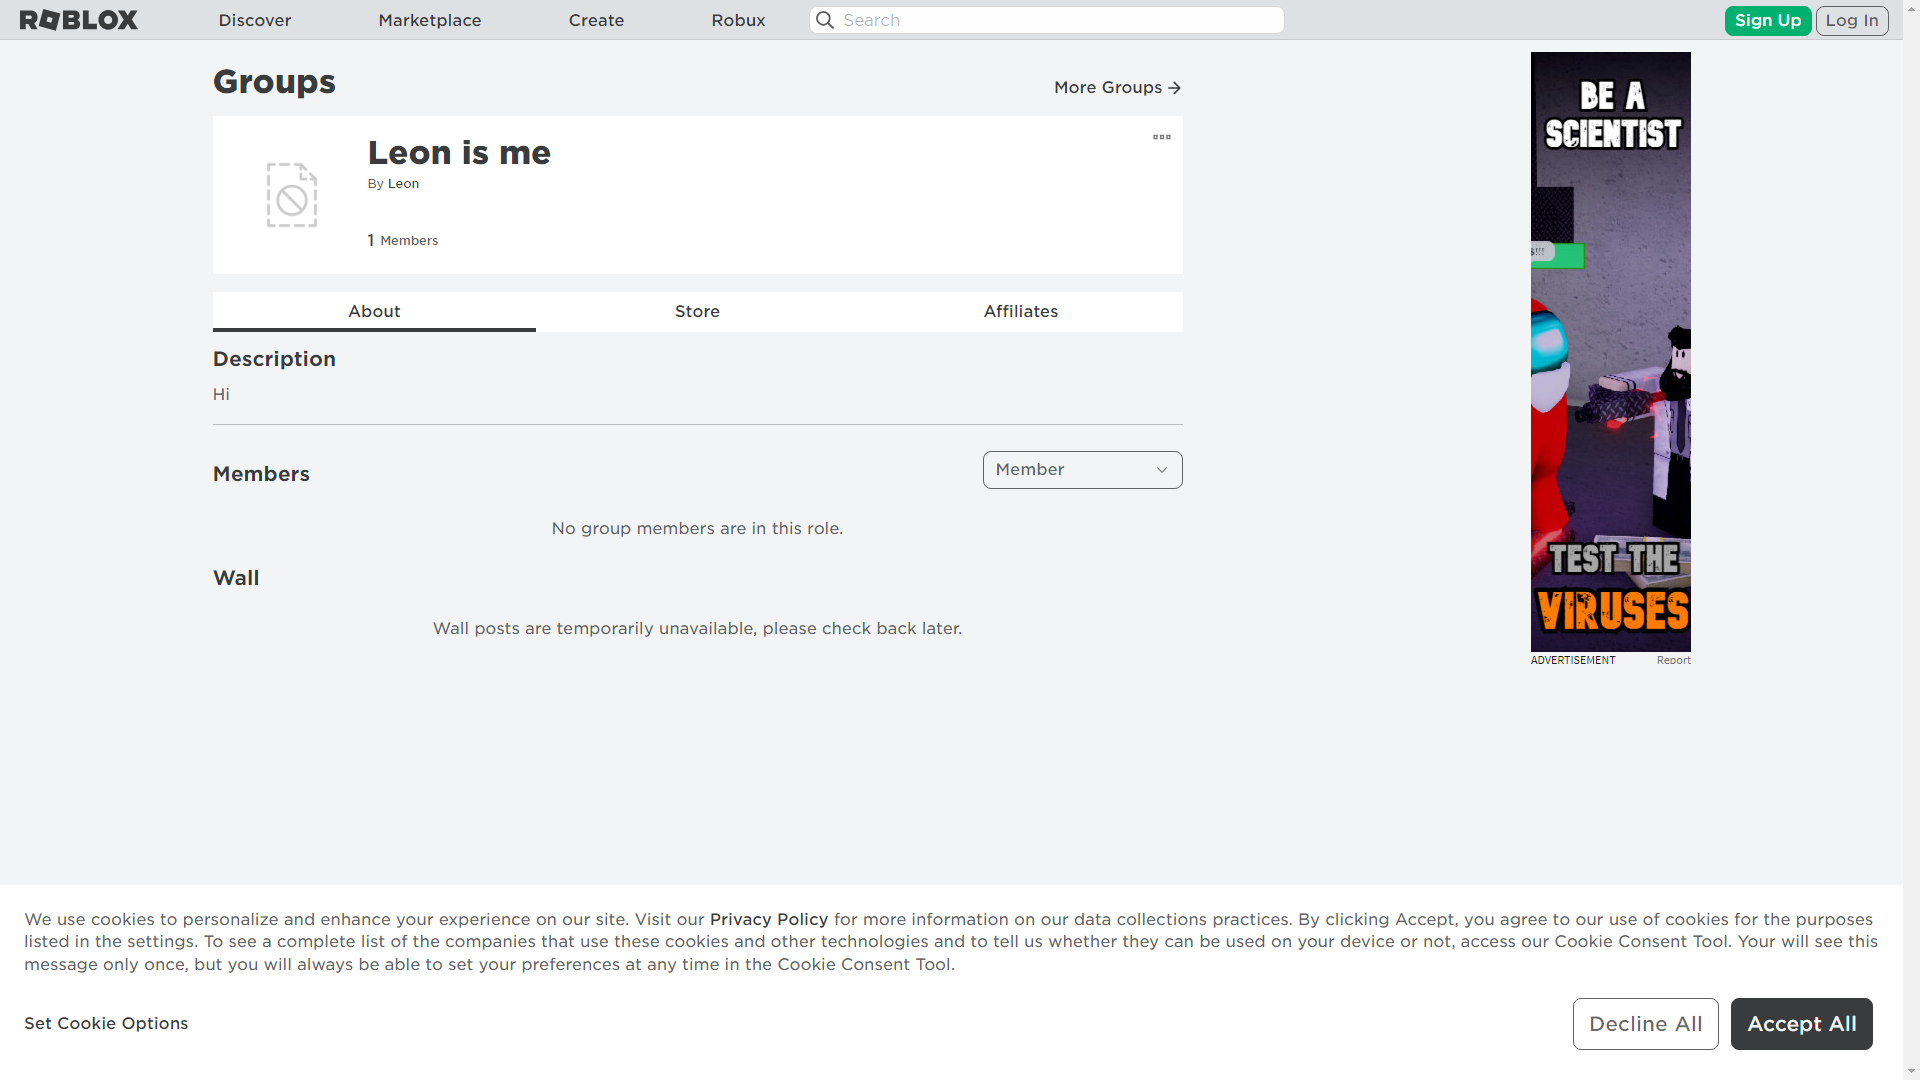 ROBLOX
Discover
Marketplace
Create
Robux
Search
Sign Up
Log In
Groups
More Groups
Leon is me
By Leon
1 Members
About
Store
Affiliates
Description
Hi
Members
Member
No group members are in this role.
Wall
Wall posts are temporarily unavailable, please check back later.
BE A
SCIENTIST
TEST THE
VIRUSES
ADVERTISEMENT
Report
We use cookies to personalize and enhance your experience on our site. Visit our Privacy Policy for more information on our data collections practices. By clicking Accept, you agree to our use of cookies for the purposes
listed in the settings. To see a complete list of the companies that use these cookies and other technologies and to tell us whether they can be used on your device or not, access our Cookie Consent Tool. Your will see this
message only once, but you will always be able to set your preferences at any time in the Cookie Consent Tool.
Set Cookie Options
Decline All
Accept All